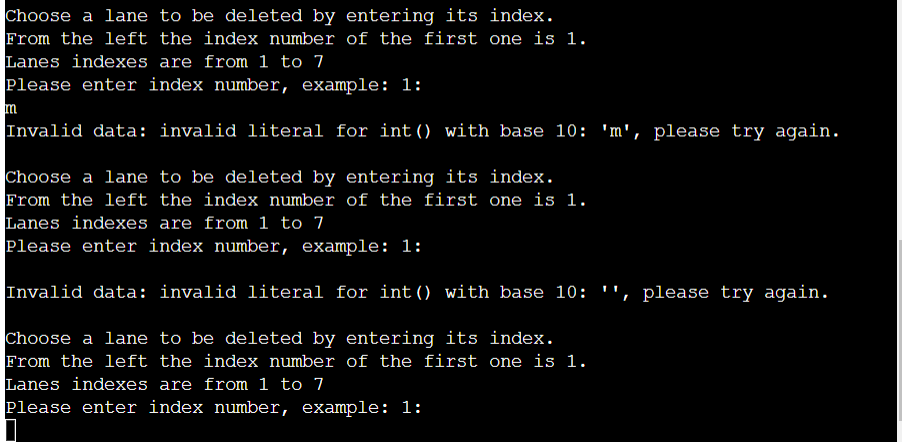 Choose a lane to be deleted by entering its index.
From the left the index number of the first one is 1.
Lanes indexes are from 1 to 7
Please enter index number, example: 1:
m
Invalid data: invalid literal for int() with base 10: 'm', please try again.
Choose a lane to be deleted by entering its index.
From the left the index number of the first one is 1.
Lanes indexes are from 1 to 7
Please enter index number, example: 1:
Invalid data: invalid literal for int() with base 10: '', please try again.
Choose a lane to be deleted by entering its index.
From the left the index number of the first one is 1.
Lanes indexes are from 1 to 7
Please enter index number, example: 1: